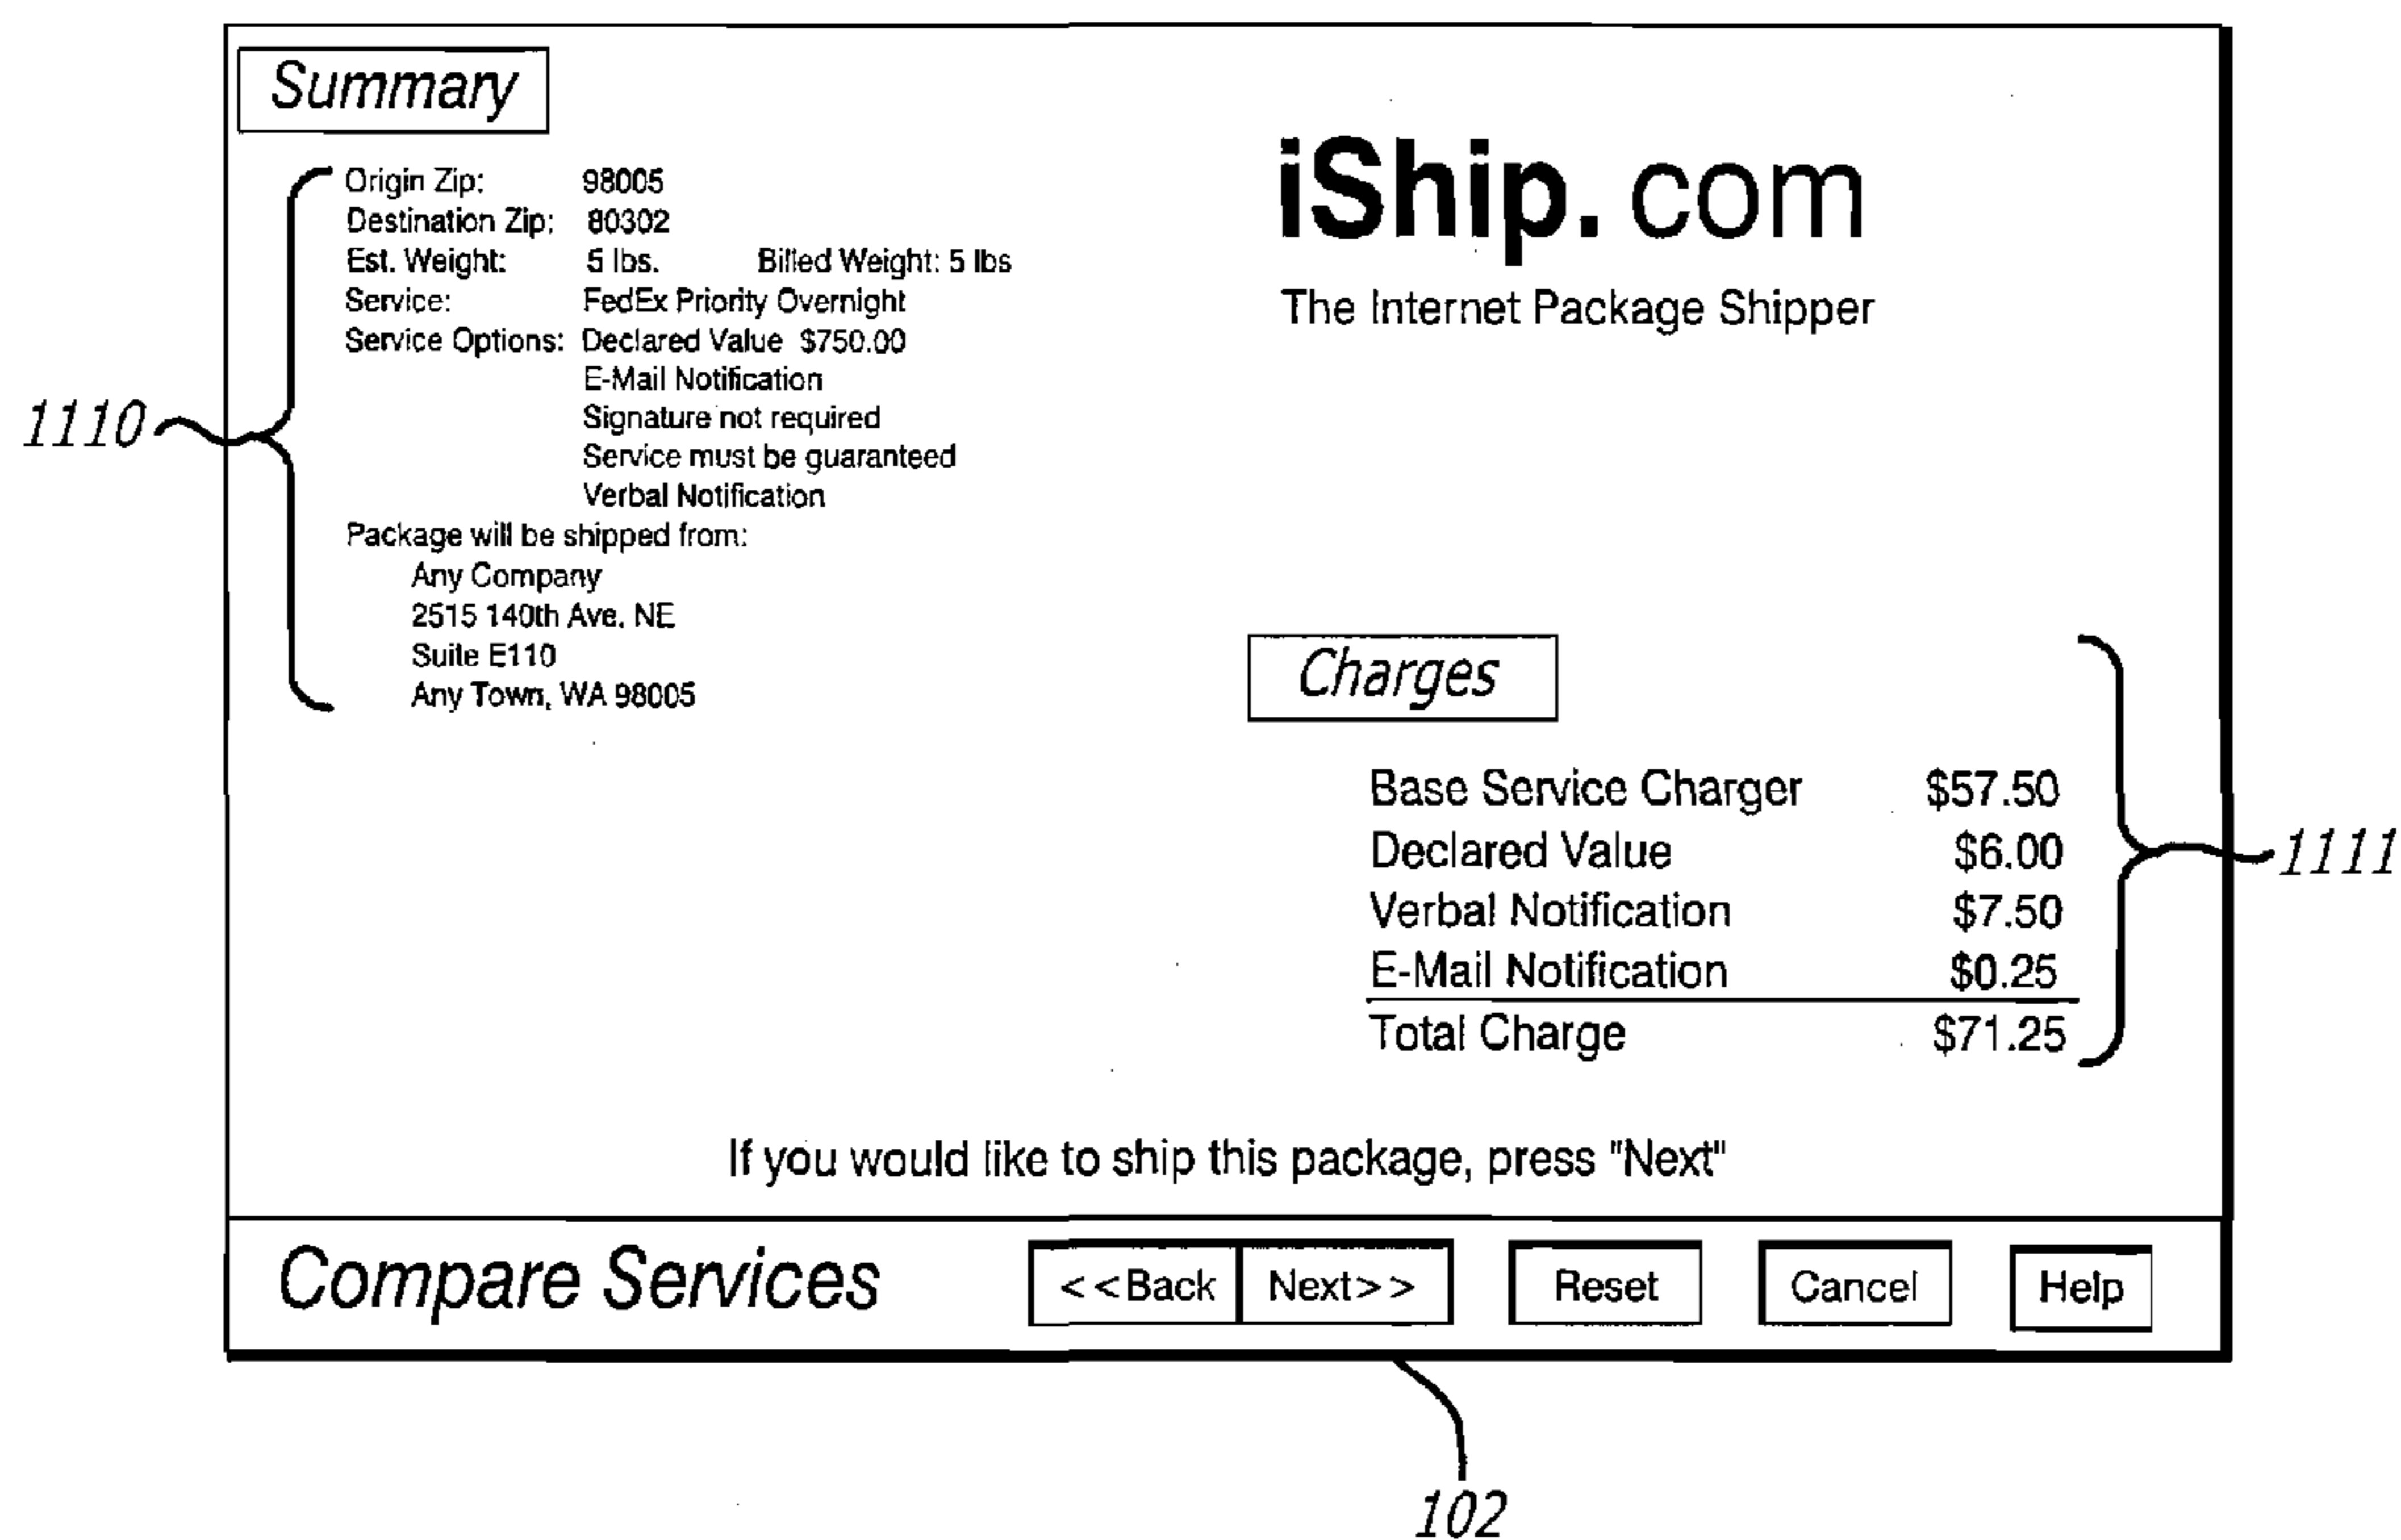 Summary
Origin Zip: 98005
Destination Zip: 80302
Est. Weight: 5 lbs. Billed Weight: 5 lbs
Service: FedEx Priority Overnight
Service Options: Declared Value $750.00
E-Mail Notification
Signature not required
Service must be guaranteed
Verbal Notification
Package will be shipped from:
Any Company
2515 140th Ave. NE
Suite E110
Any Town, WA 98005
1110
iShip. com
The Internet Package Shipper
Charges
Base Service Charger $57.50
Declared Value $6.00
Verbal Notification $7.50
E-Mail Notification $0.25
Total Charge $71.25
1111
If you would like to ship this package, press "Next"
Compare Services <<Back Next>> Reset Cancel Help
102